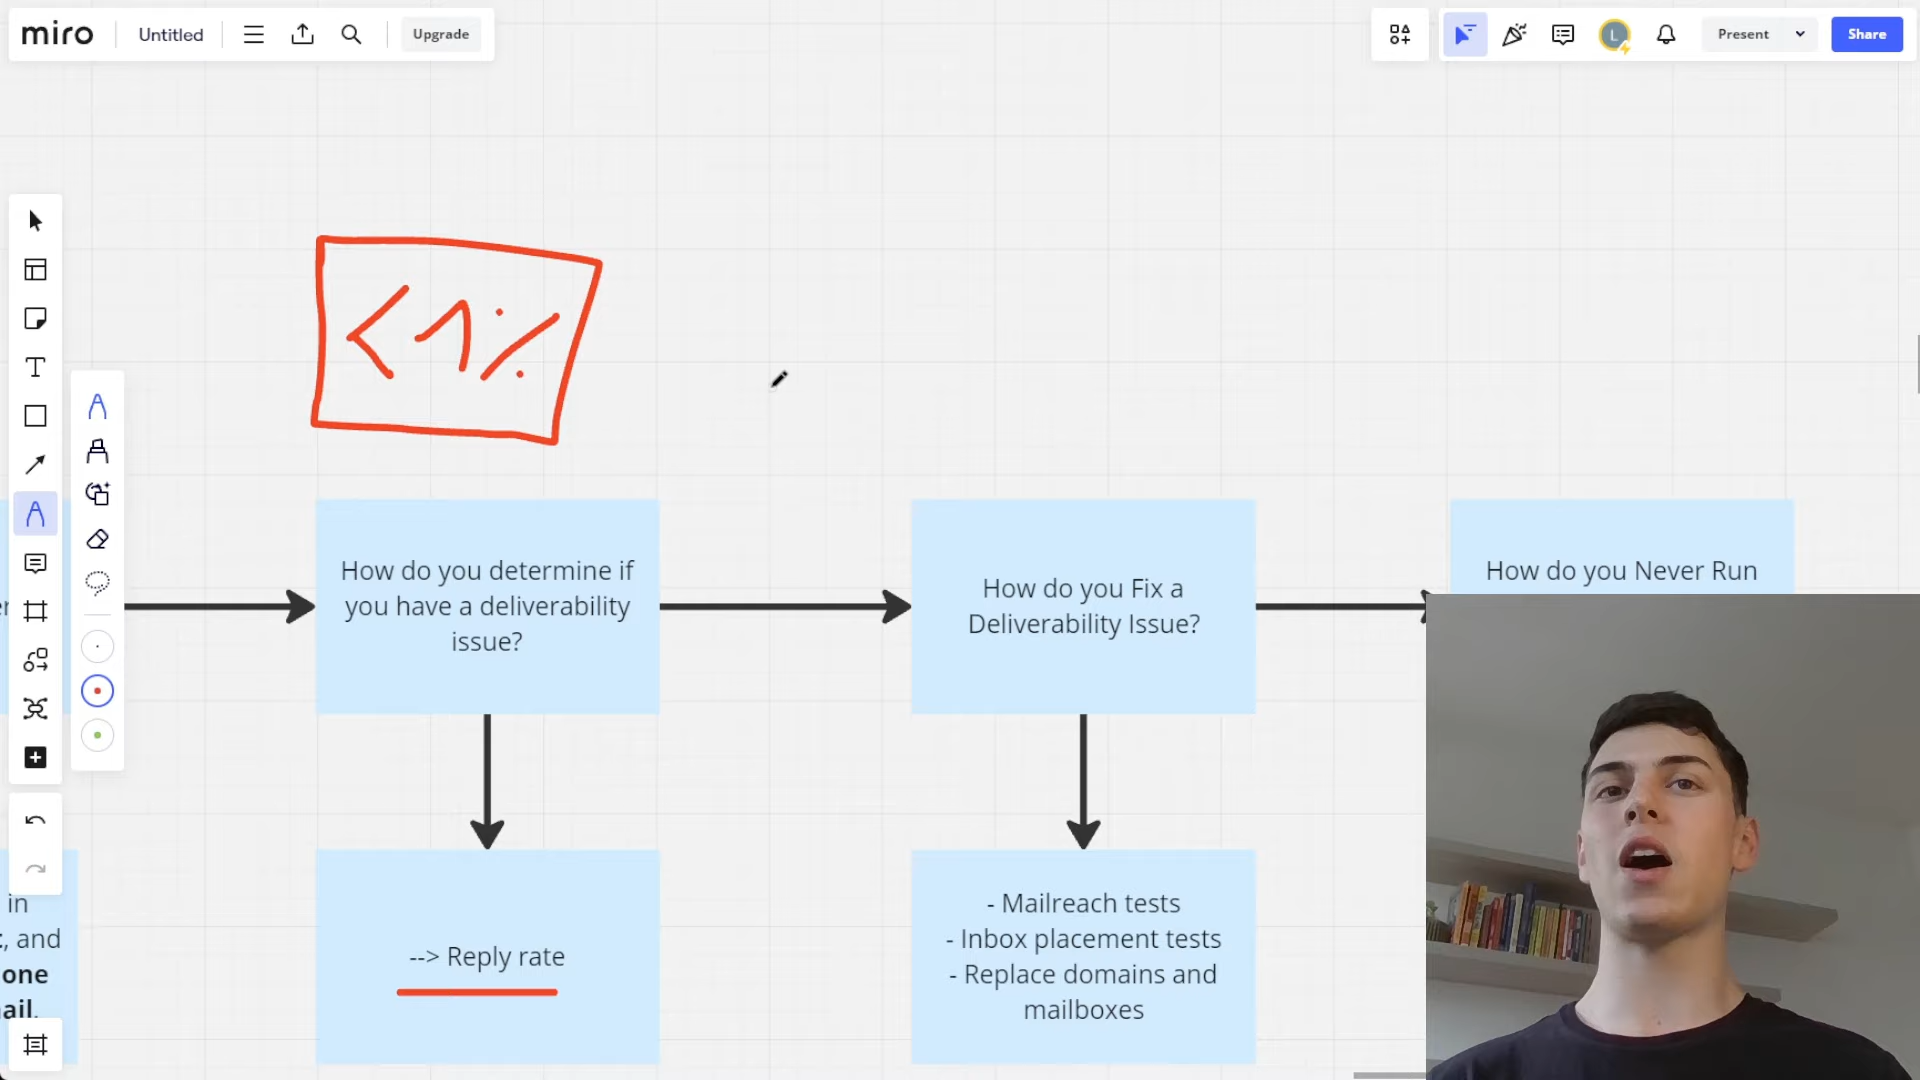 miro
Untitled
Upgrade
L
Present
Share
<1%
How do you determine if
you have a deliverability
issue?
How do you Fix a
Deliverability Issue?
How do you Never Run
--> Reply rate
- Mailreach tests
- Inbox placement tests
- Replace domains and
mailboxes
in
, and
one